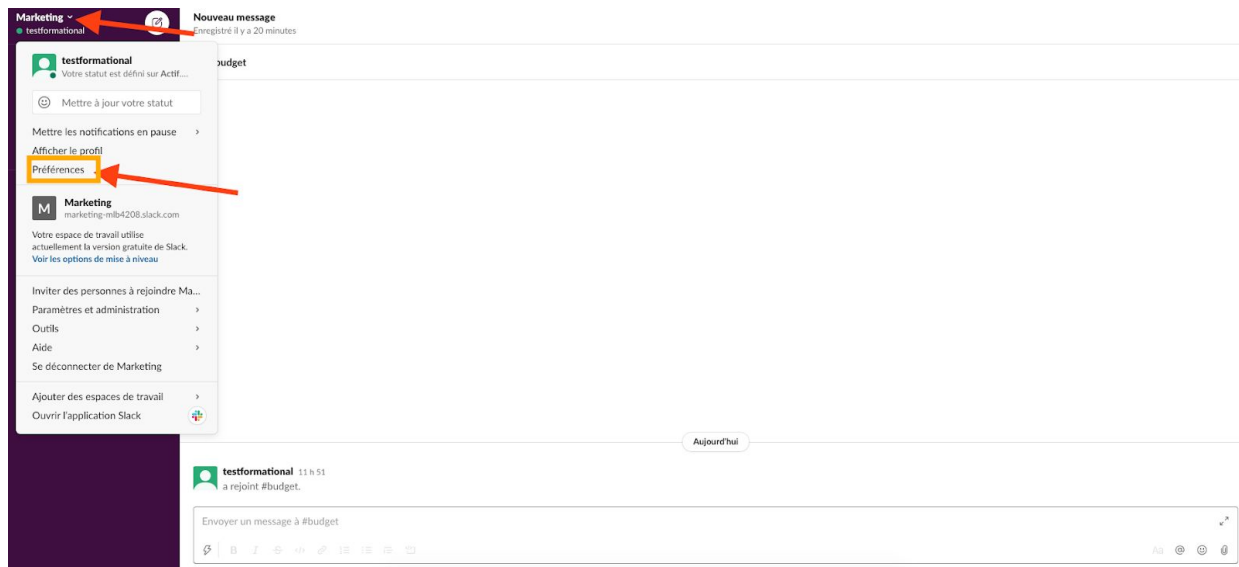 Marketing
testformational
Nouveau message
Enregistré il y a 20 minutes
budget
testformational
Votre statut est défini sur Actif....
Mettre à jour votre statut
Mettre les notifications en pause
Afficher le profil
Préférences
M
Marketing
marketing-mlb4208.slack.com
Votre espace de travail utilise
actuellement la version gratuite de Slack.
Voir les options de mise à niveau
Inviter des personnes à rejoindre Ma...
Paramètres et administration
Outils
Aide
Se déconnecter de Marketing
Ajouter des espaces de travail
Ouvrir l'application Slack
Aujourd'hui
testformational 11 h 51
a rejoint #budget.
Envoyer un message à #budget
B I S
Aa @